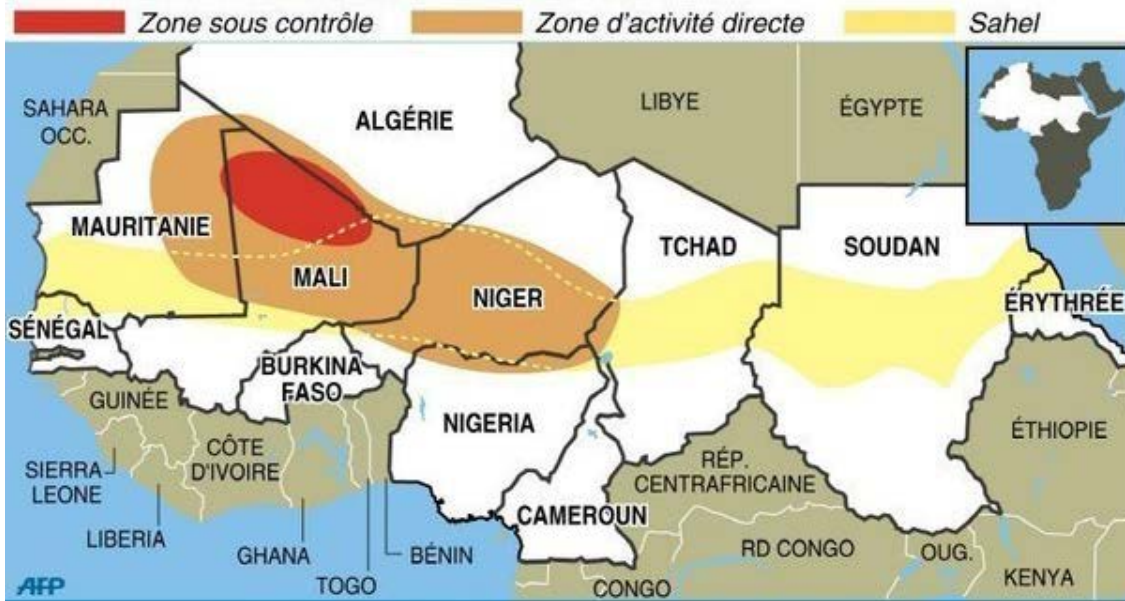 Zone sous contrôle
Zone d'activité directe
Sahel
SAHARA
OCC.
ALGÉRIE
LIBYE
ÉGYPTE
MAURITANIE
MALI
NIGER
TCHAD
SOUDAN
ÉRYTHRÉE
SÉNÉGAL
BURKINA
FASO
NIGERIA
GUINÉE
CÔTE
D'IVOIRE
SIERRA
LEONE
LIBERIA
GHANA
TOGO
BÉNIN
CAMEROUN
RÉP.
CENTRAFRICAINE
ÉTHIOPIE
RD CONGO
OUG.
KENYA
CONGO
AFP